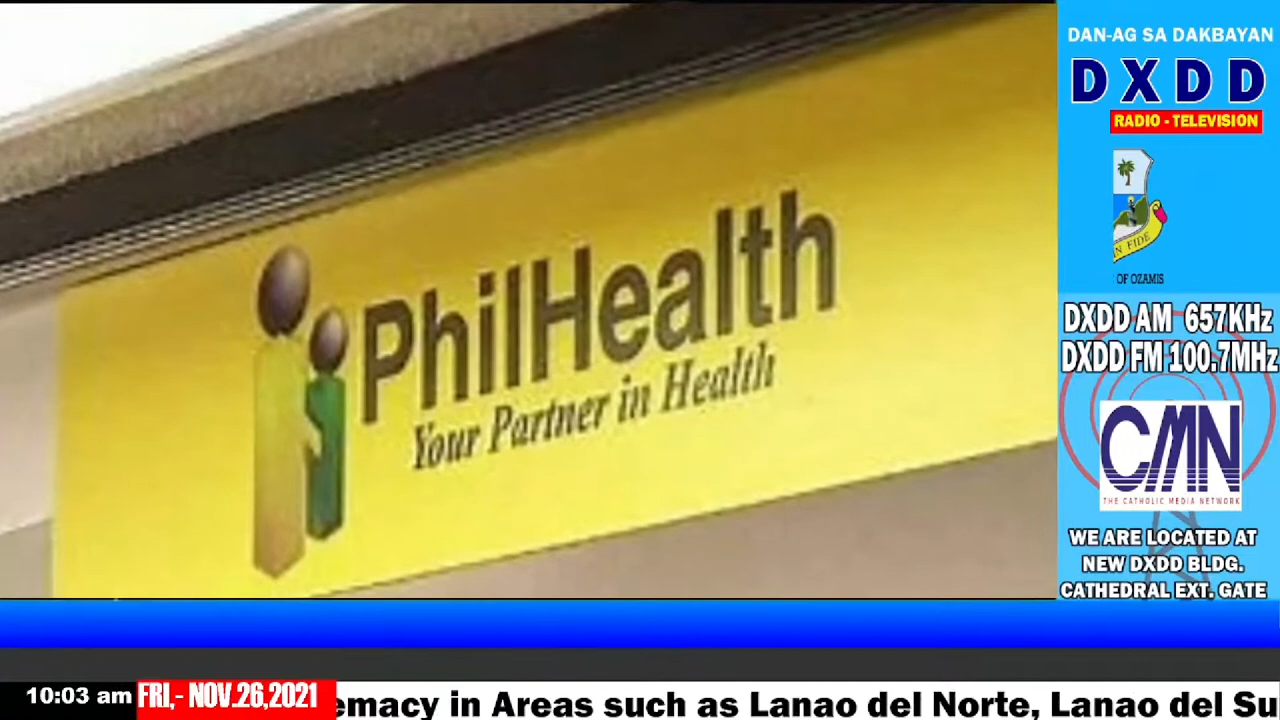 PhilHealth
Your Partner in Health
DAN-AG SA DAKBAYAN
DXDD
RADIO - TELEVISION
IN FIDE
OF OZAMIS
DXDD AM 657KHz
DXDD FM 100.7MHz
CMN
THE CATHOLIC MEDIA NETWORK
WE ARE LOCATED AT
NEW DXDD BLDG.
CATHEDRAL EXT. GATE
10:03 am FRI,- NOV.26,2021 emacy in Areas such as Lanao del Norte, Lanao del Su